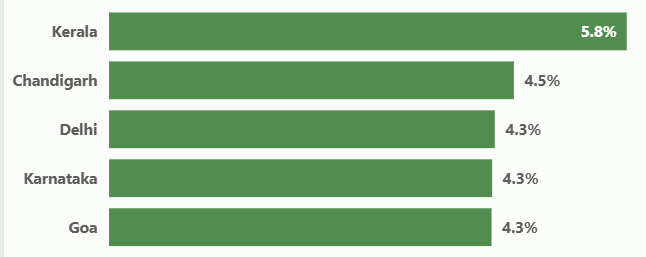 Kerala 5.8%
Chandigarh 4.5%
Delhi 4.3%
Karnataka 4.3%
Goa 4.3%